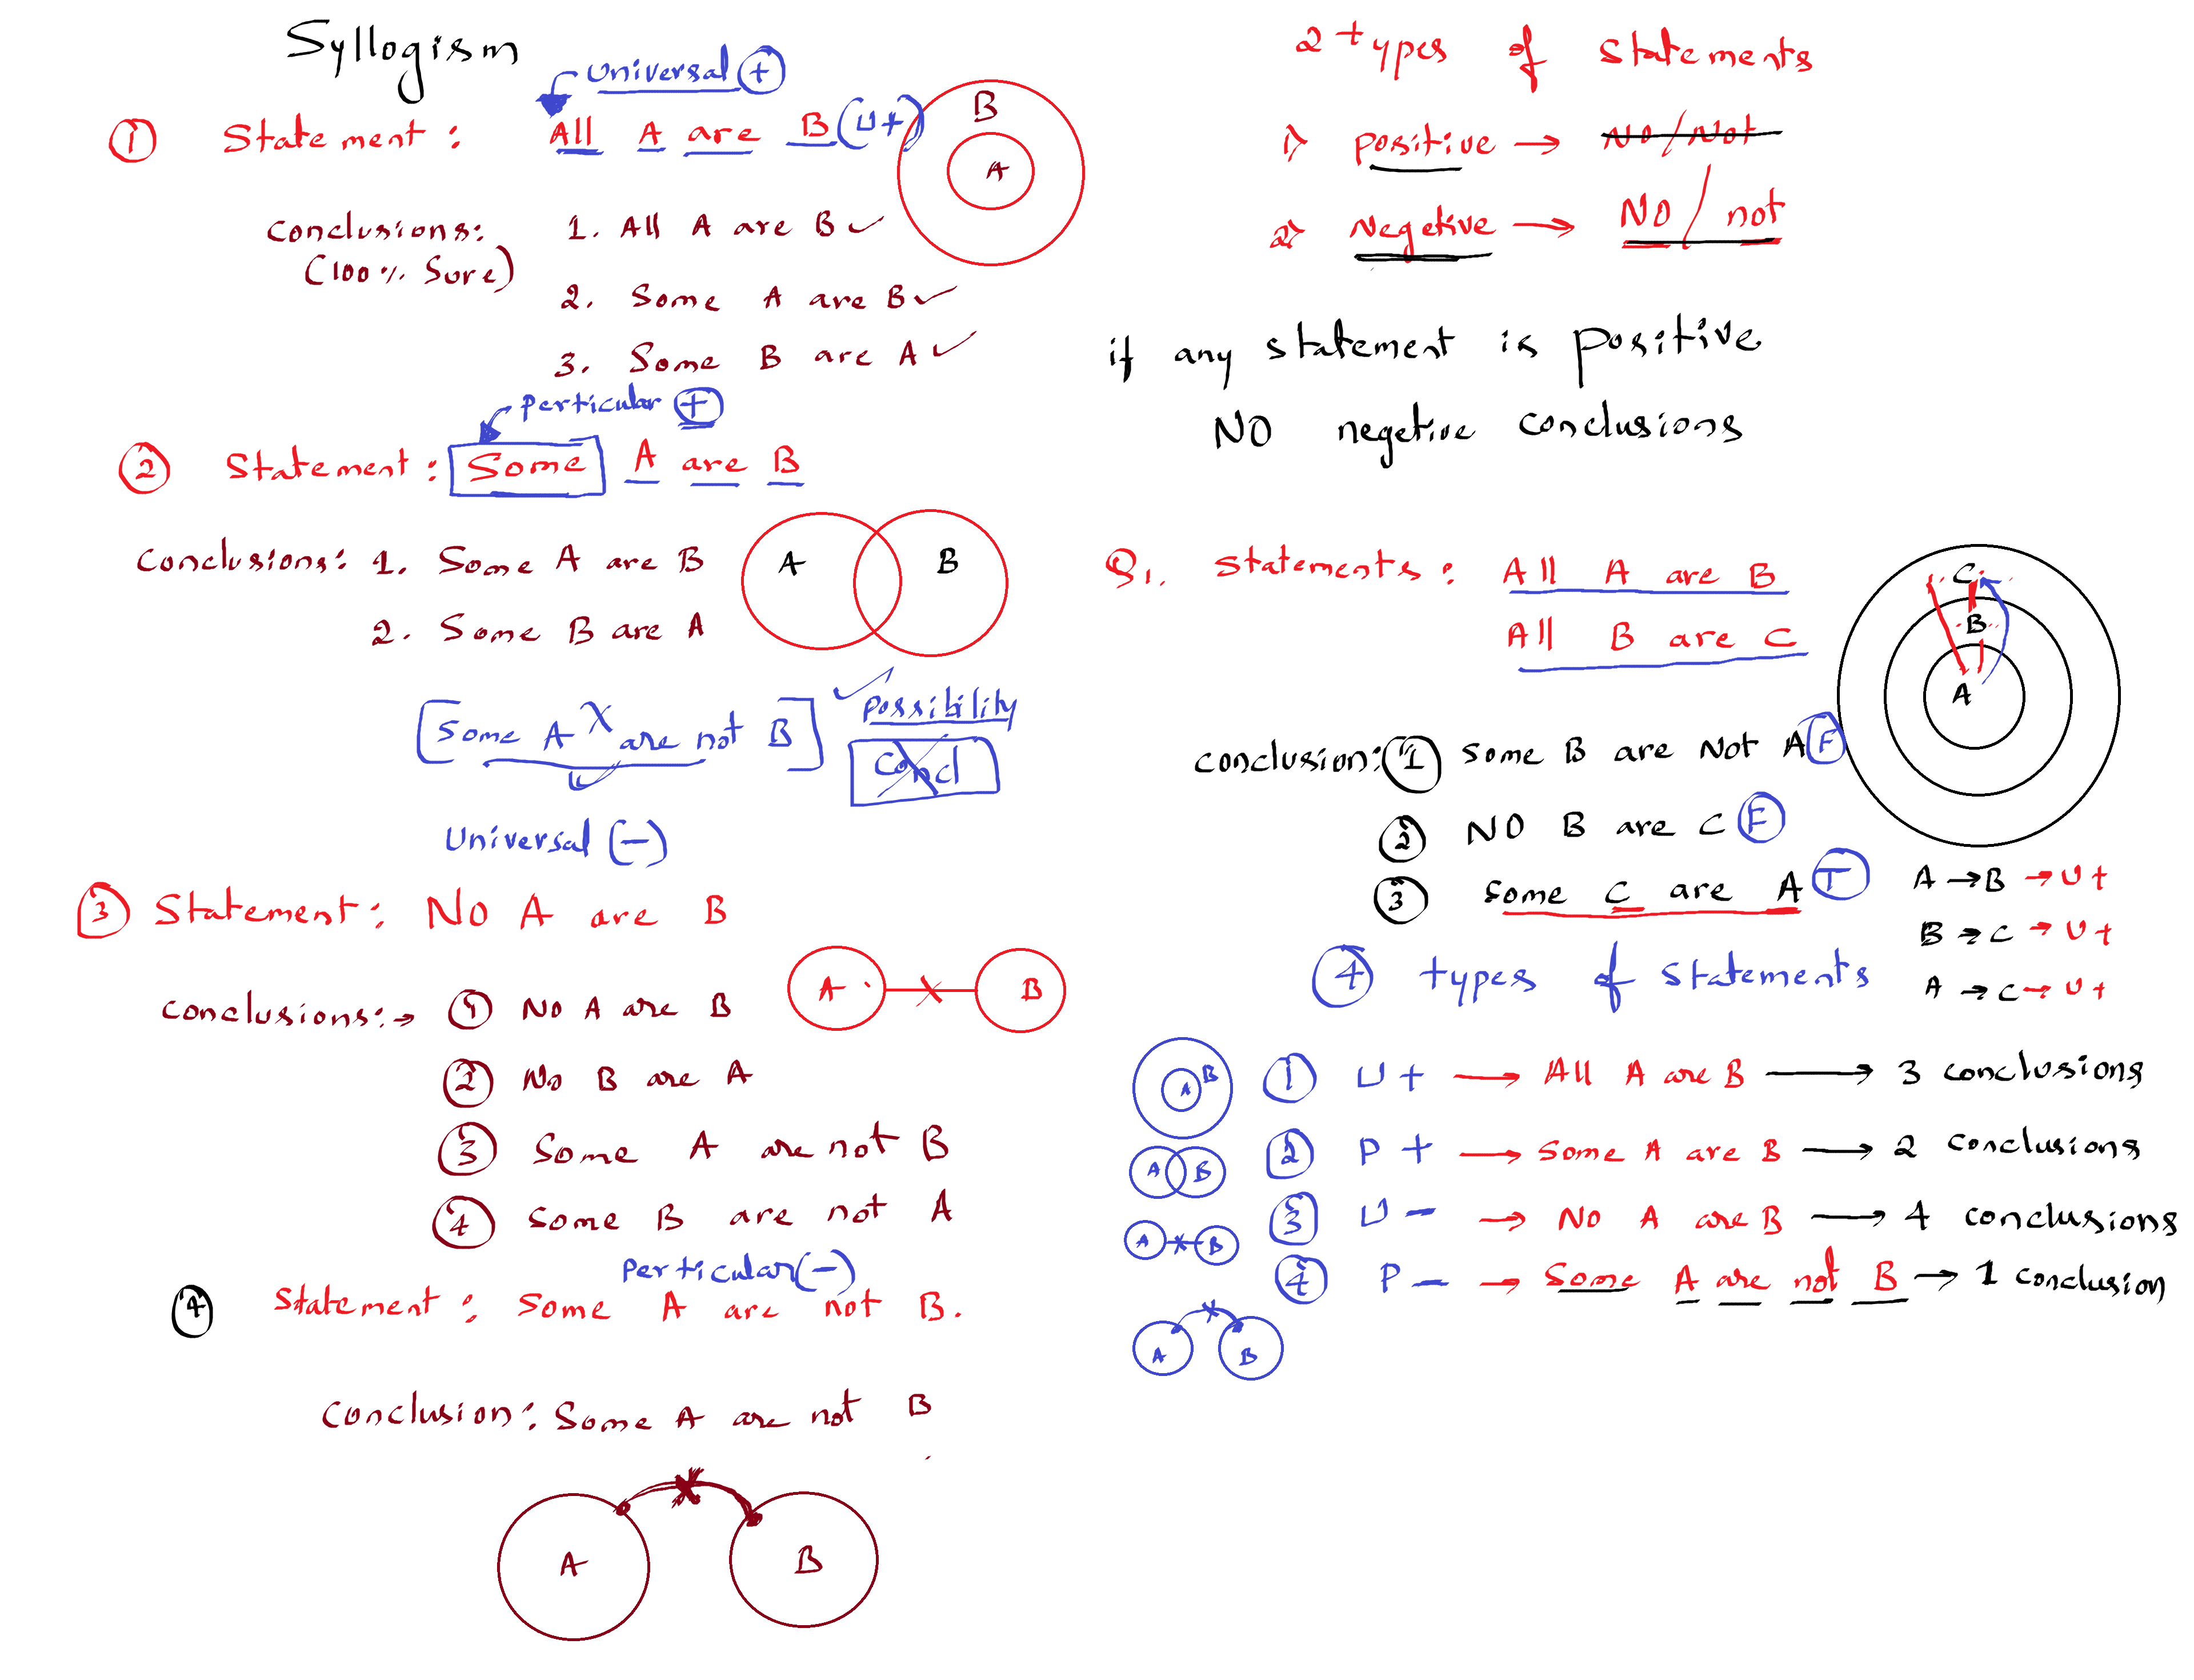 Syllogism
Universal (+)
① Statement : All A are B (U+)
B
A
Conclusions: 1. All A are B ✓
(100% Sure) 2. Some A are B ✓
3. Some B are A ✓
Perticular (+)
② Statement : Some A are B
Conclusions: 1. Some A are B
2. Some B are A
A B
[Some A are not B] ✓ Possibility
Concl
Universal (-)
③ Statement : No A are B
A B
Conclusions:→ ① No A are B
② No B are A
③ Some A are not B
④ Some B are not A
Perticular (-)
④ Statement : Some A are not B.
Conclusion: Some A are not B
A B
2 types of statements
1) Positive → No/Not
2) Negetive → No / not
if any statement is positive
NO negetive conclusions
Q1. Statements : All A are B
All B are C
C
B
A
Conclusion: ① Some B are Not A (F)
② NO B are C (F)
③ Some C are A (T)
A → B → U+
B → C → U+
A → C → U+
④ types of statements
A B
① U+ → All A are B → 3 conclusions
A B
② P+ → Some A are B → 2 conclusions
A B
③ U- → No A are B → 4 conclusions
④ P- → Some A are not B → 1 conclusion
A B